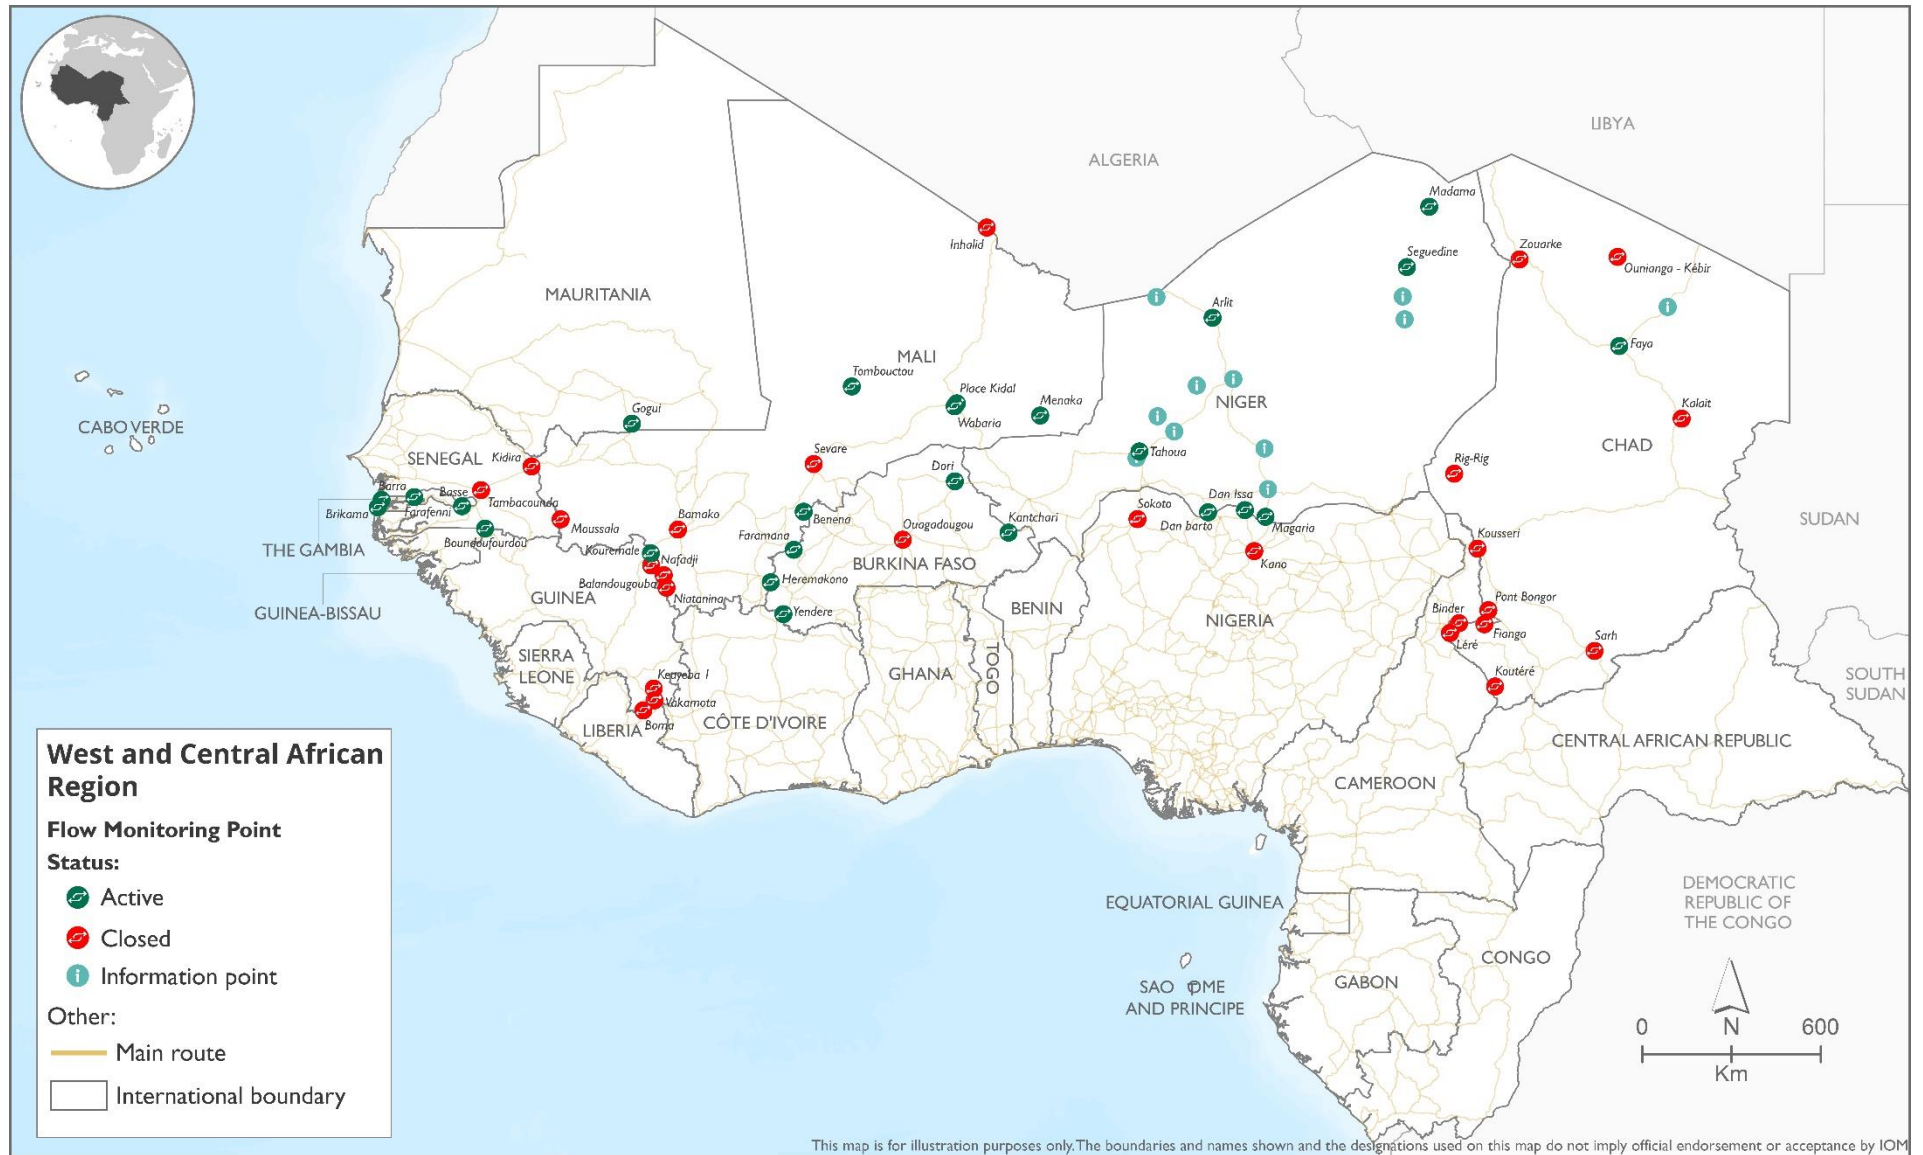 LIBYA
ALGERIA
Madama
Inhalid
Zouarke
Seguedine
Ounianga - Kébir
MAURITANIA
Arlit
Faya
MALI
Tombouctou
Place Kidal
Menaka
NIGER
Gogui
Wabaria
Kalait
CABO VERDE
CHAD
SENEGAL
Kidira
Sevare
Tahoua
Dori
Rig-Rig
Barra
Basse
Tambacounda
Dan Issa
Sokoto
Brikama
Farafenni
Moussala
Bamako
Benena
Ouagadougou
Kantchari
Dan barto
Magaria
SUDAN
THE GAMBIA
Boundoufourdou
Kouremale
Nafadji
Faramana
Kousseri
BURKINA FASO
Kano
Balandougouba
Heremakono
GUINEA
Niatanina
GUINEA-BISSAU
Yendere
BENIN
NIGERIA
Binder
Pont Bongor
Fianga
Léré
Sarh
SIERRA
LEONE
GHANA
TOGO
Koutéré
SOUTH
SUDAN
Keayeba 1
Vakamota
LIBERIA
Boma
CÔTE D'IVOIRE
CENTRAL AFRICAN REPUBLIC
CAMEROON
EQUATORIAL GUINEA
DEMOCRATIC
REPUBLIC OF
THE CONGO
CONGO
GABON
SAO TOME
AND PRINCIPE
West and Central African
Region
Flow Monitoring Point
Status:
Active
Closed
Information point
Other:
Main route
International boundary
0 N 600
Km
This map is for illustration purposes only. The boundaries and names shown and the designations used on this map do not imply official endorsement or acceptance by IOM